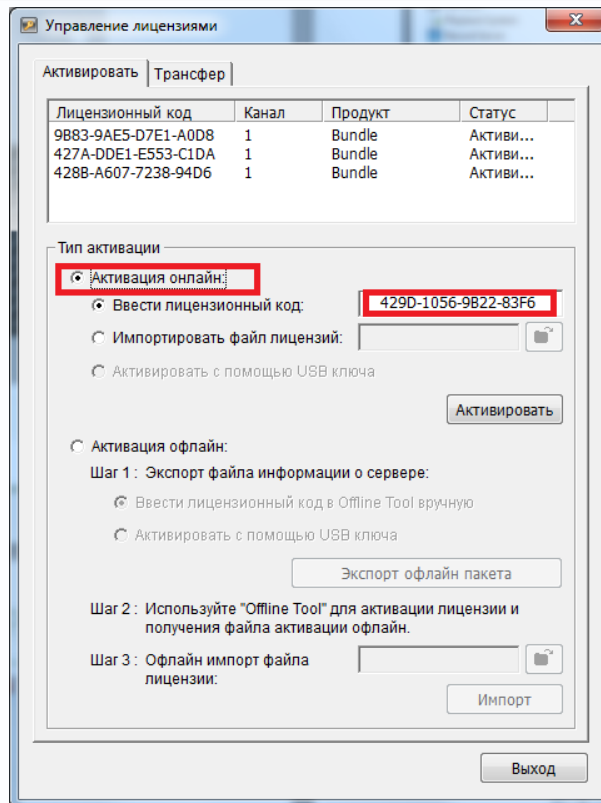 Управление лицензиями
Активировать Трансфер
Лицензионный код Канал Продукт Статус
9B83-9AE5-D7E1-A0D8 1 Bundle Активи...
427A-DDE1-E553-C1DA 1 Bundle Активи...
428B-A607-7238-94D6 1 Bundle Активи...
Тип активации
Активация онлайн:
Ввести лицензионный код: 429D-1056-9B22-83F6
Импортировать файл лицензий:
Активировать с помощью USB ключа
Активировать
Активация офлайн:
Шаг 1 : Экспорт файла информации о сервере:
Ввести лицензионный код в Offline Tool вручную
Активировать с помощью USB ключа
Экспорт офлайн пакета
Шаг 2 : Используйте "Offline Tool" для активации лицензии и
получения файла активации офлайн.
Шаг 3 : Офлайн импорт файла
лицензии:
Импорт
Выход